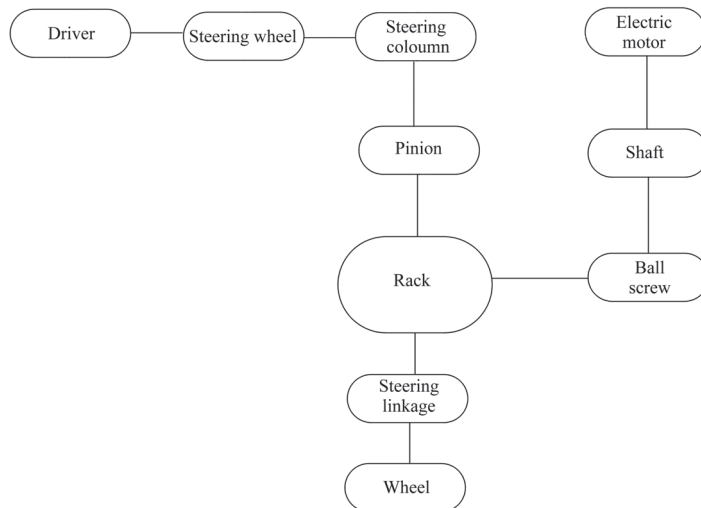 Driver
Steering wheel
Steering
coloumn
Electric
motor
Pinion
Shaft
Rack
Ball
screw
Steering
linkage
Wheel